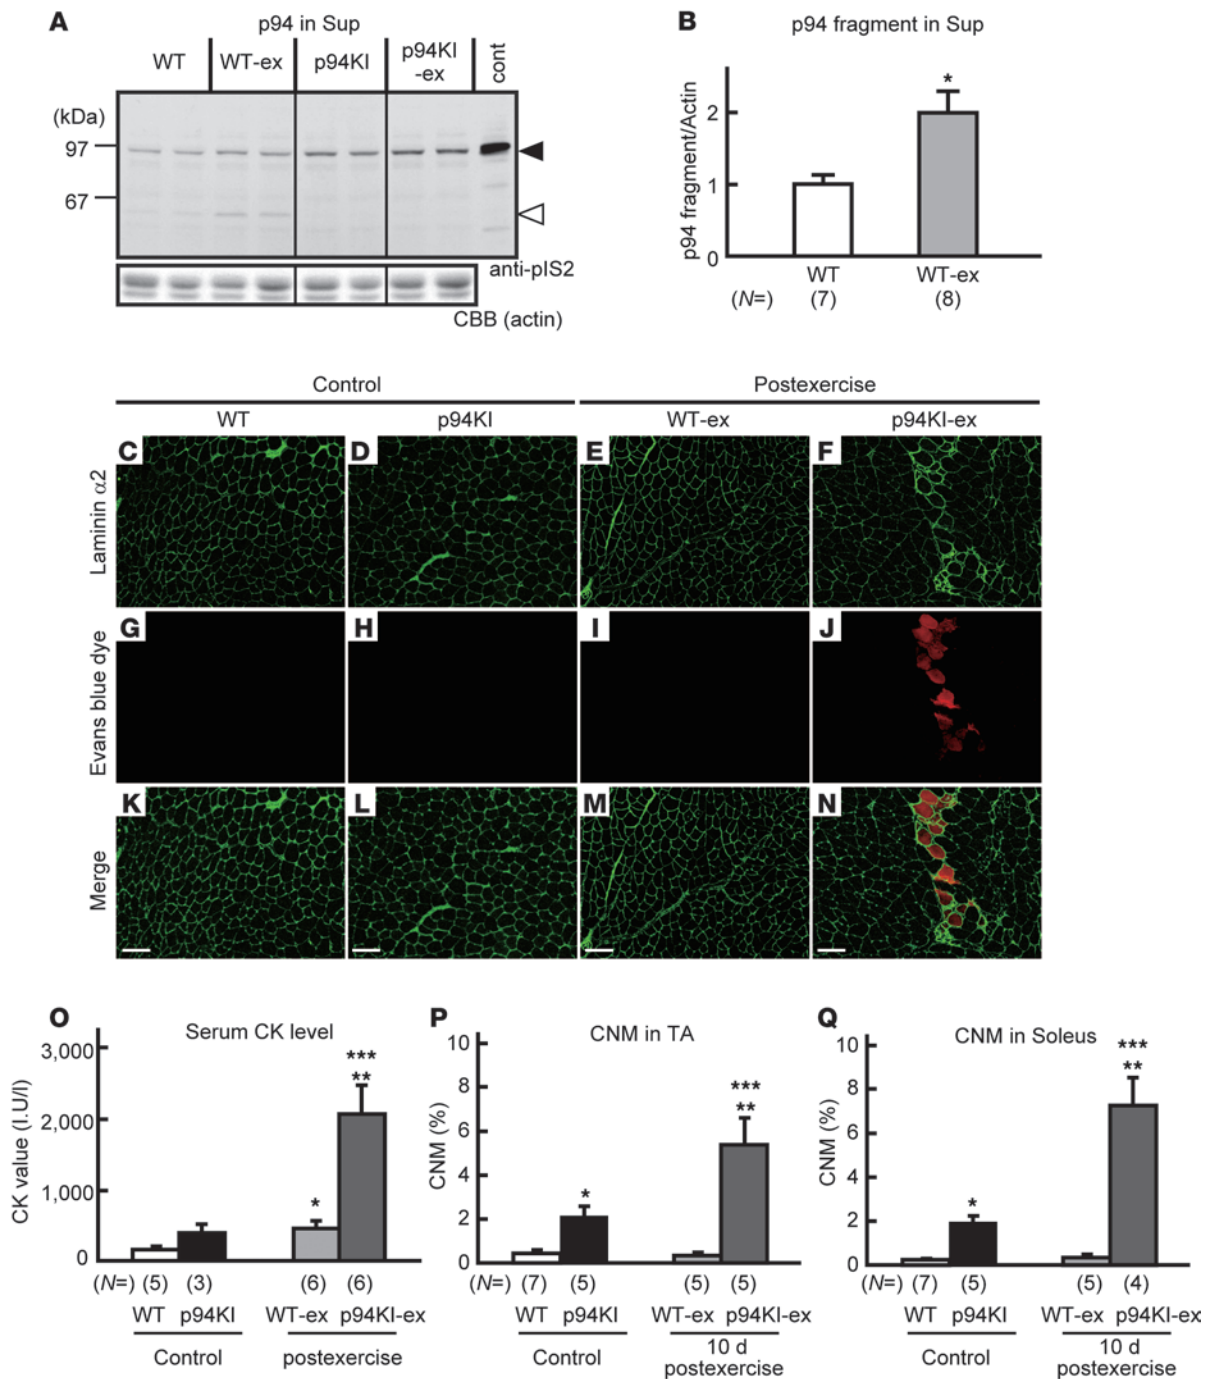 A
p94 in Sup
WT WT-ex p94KI p94KI -ex cont
(kDa)
97
67
anti-pIS2
CBB (actin)
B
p94 fragment in Sup
p94 fragment/Actin
2
1
0
*
WT WT-ex
(N=) (7) (8)
Control Postexercise
WT p94KI WT-ex p94KI-ex
Laminin α2
C D E F
Evans blue dye
G H I J
Merge
K L M N
O
Serum CK level
CK value (I.U/l)
3,000
2,000
1,000
0
*
***
**
(N=) (5) (3) (6) (6)
WT p94KI WT-ex p94KI-ex
Control postexercise
P
CNM in TA
CNM (%)
10
8
6
4
2
0
*
***
**
(N=) (7) (5) (5) (5)
WT p94KI WT-ex p94KI-ex
Control 10 d
postexercise
Q
CNM in Soleus
CNM (%)
10
8
6
4
2
0
*
***
**
(N=) (7) (5) (5) (4)
WT p94KI WT-ex p94KI-ex
Control 10 d
postexercise